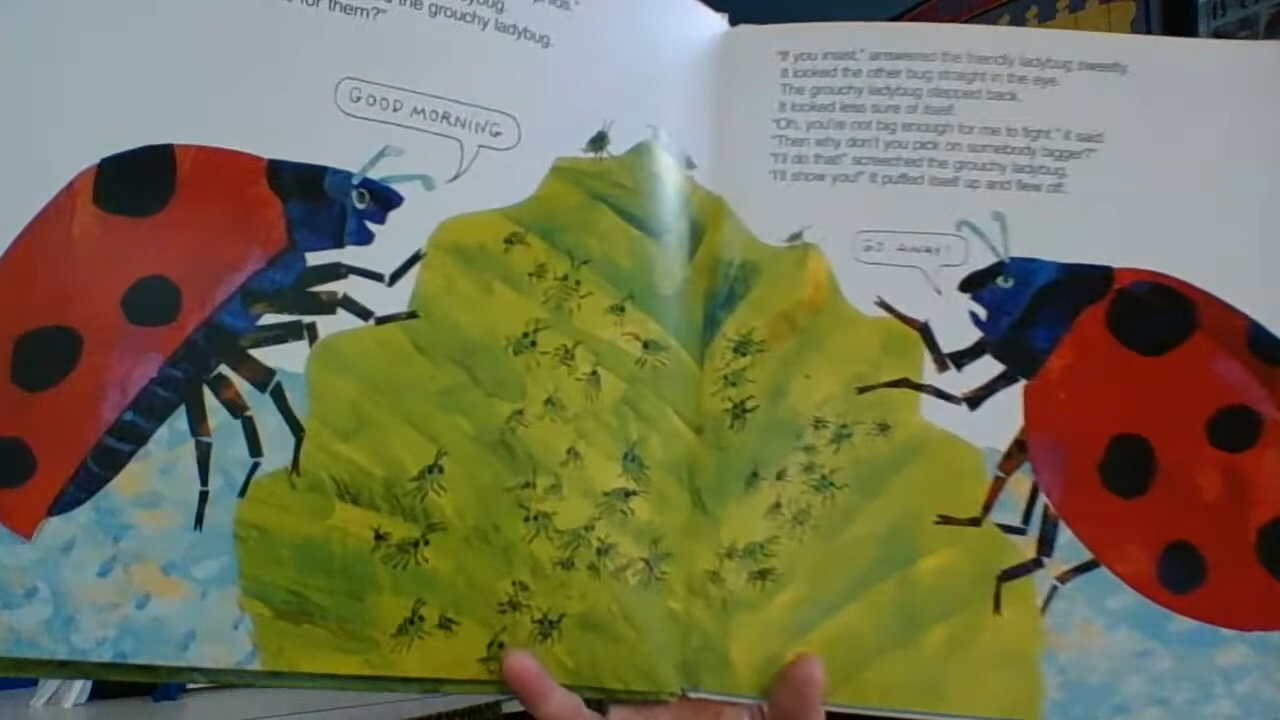 the grouchy ladybug.
for them?"
GOOD MORNING
"If you insist," answered the friendly ladybug sweetly.
It looked the other bug straight in the eye.
The grouchy ladybug stepped back.
It looked less sure of itself.
"Oh, you're not big enough for me to fight," it said.
"Then why don't you pick on somebody bigger?"
"I'll do that!" screeched the grouchy ladybug.
"I'll show you!" It puffed itself up and flew off.
GO AWAY!